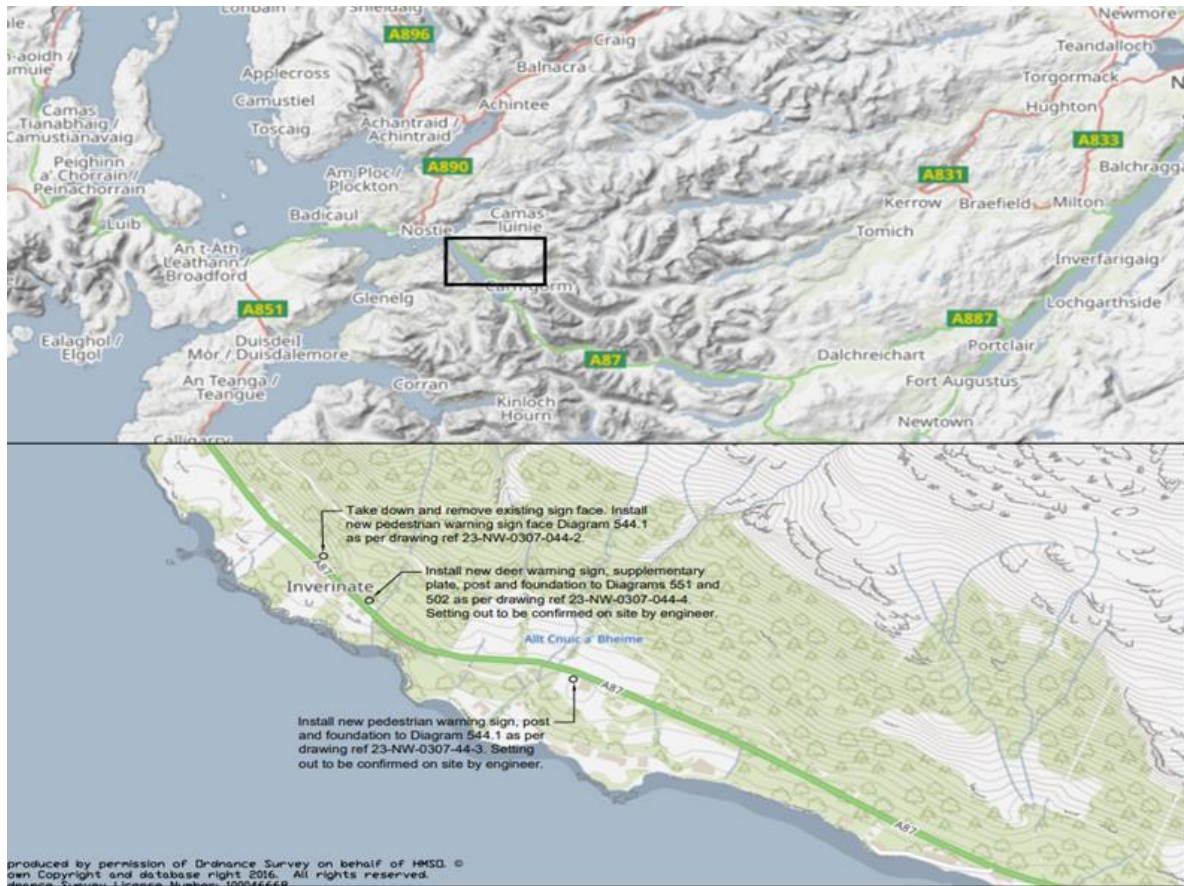 Newmore
A896
Craig
Teandalloch
Balnacra
Applecross
Torgormack
Camustiel
Achintee
Hughton
Camas
Tianabhaig /
Camustianavaig
Toscaig
Achantraid /
Achintraid
A833
Peighinn
a' Chorrain /
Peinachorrain
A890
Am Ploc /
Plockton
A831
Balchragga
Kerrow
Braefield
Milton
Badicaul
Camas
Iuinie
Luib
Nostie
Tomich
An t-Ath
Leathann /
Broadford
Inverfarigaig
Carn-gorm
Glenelg
Lochgarthside
A851
A887
Ealaghol /
Elgol
Duisdeil
Mòr / Duisdalemore
Portclair
A87
Dalchreichart
An Teanga /
Teangue
Corran
Fort Augustus
Kinloch
Hourn
Newtown
Calligarry
Take down and remove existing sign face. Install
new pedestrian warning sign face Diagram 544.1
as per drawing ref 23-NW-0307-044-2.
A87
Install new deer warning sign, supplementary
plate, post and foundation to Diagrams 551 and
502 as per drawing ref 23-NW-0307-044-4.
Setting out to be confirmed on site by engineer.
Inverinate
Allt Cnuic a' Bheime
A87
Install new pedestrian warning sign, post
and foundation to Diagram 544.1 as per
drawing ref 23-NW-0307-44-3. Setting
out to be confirmed on site by engineer.
A87
produced by permission of Ordnance Survey on behalf of HMSO. ©
own Copyright and database right 2016. All rights reserved.